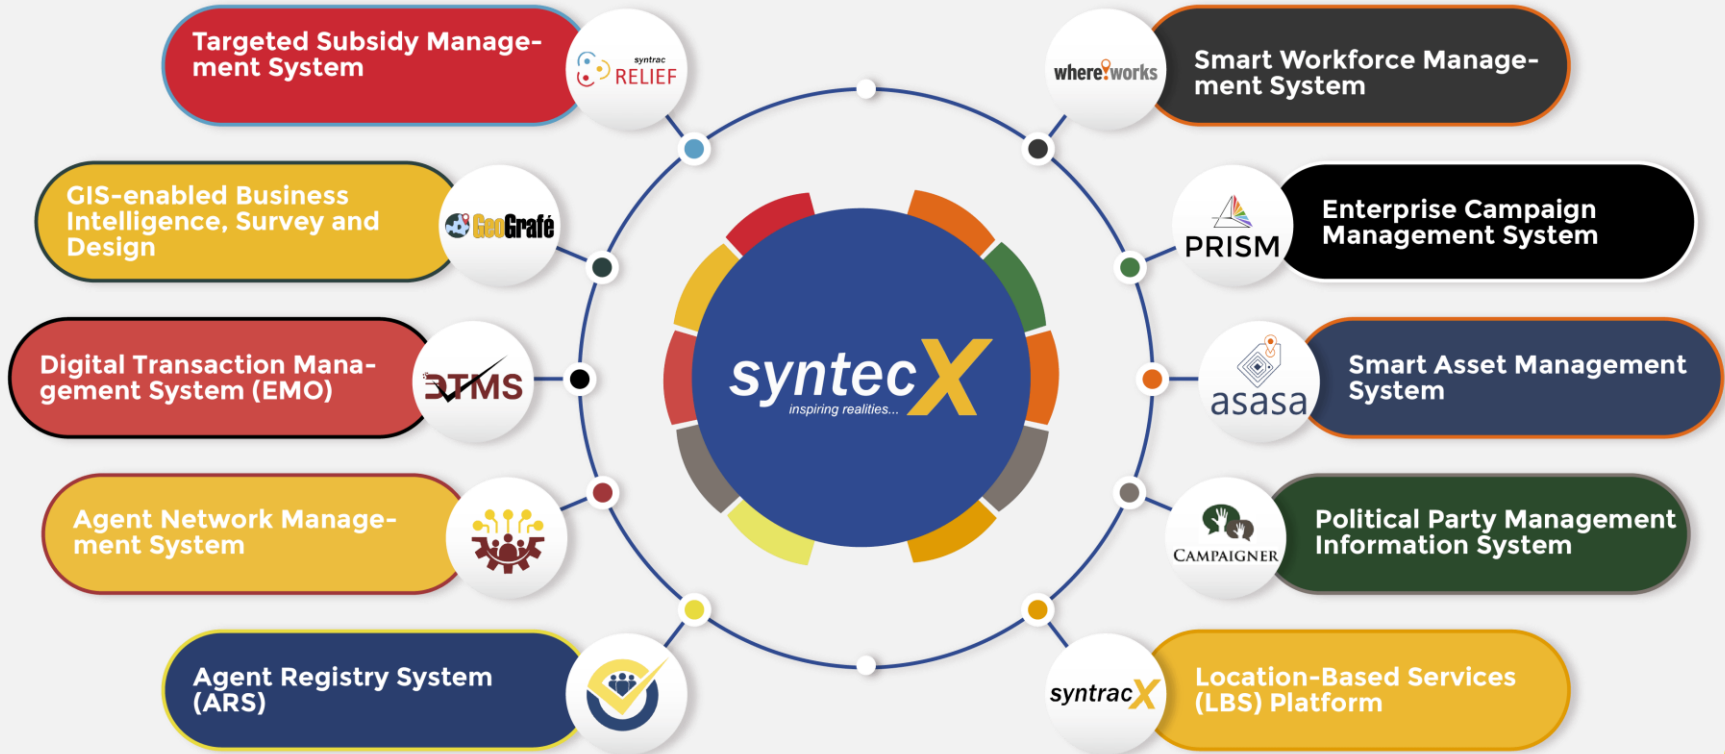 Targeted Subsidy Manage-
ment System
syntrac
RELIEF
where!works
Smart Workforce Manage-
ment System
GIS-enabled Business
Intelligence, Survey and
Design
GeoGrafé
PRISM
Enterprise Campaign
Management System
Digital Transaction Mana-
gement System (EMO)
DTMS
syntecX
inspiring realities...
asasa
Smart Asset Management
System
Agent Network Manage-
ment System
CAMPAIGNER
Political Party Management
Information System
Agent Registry System
(ARS)
syntracX
Location-Based Services
(LBS) Platform